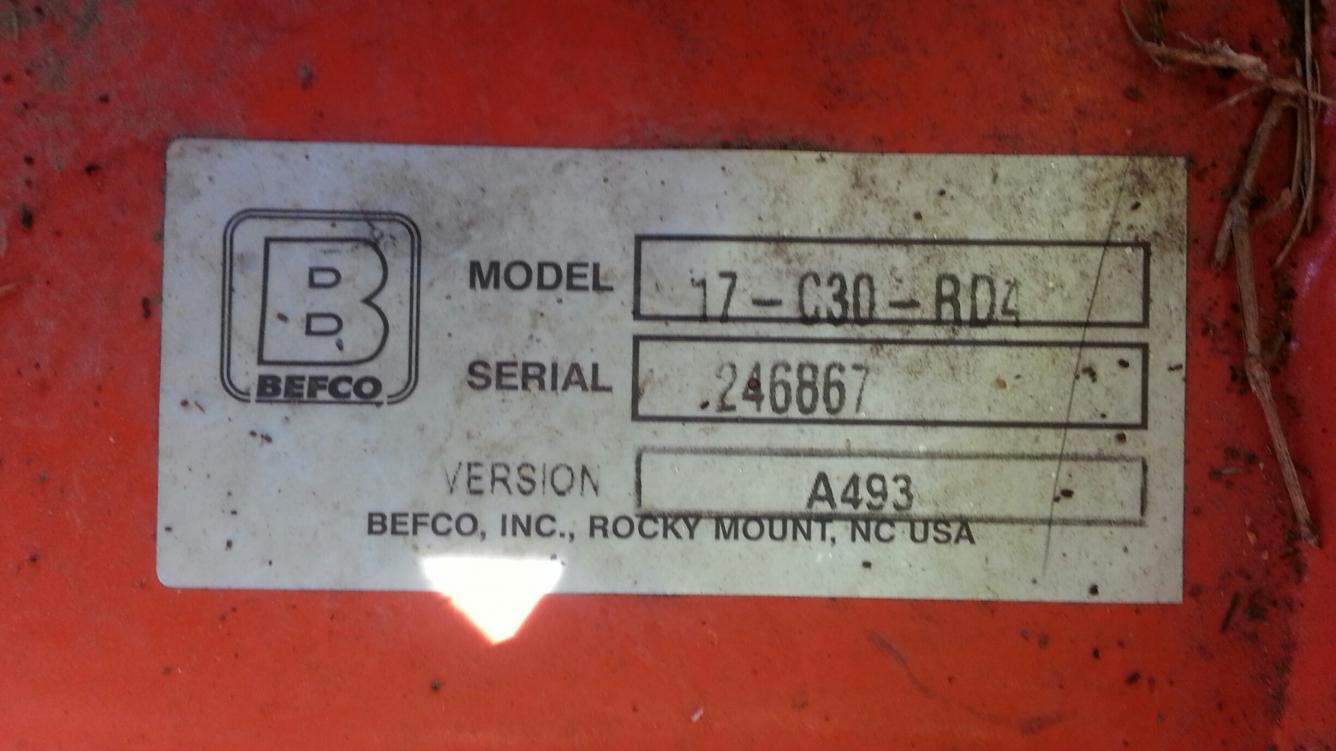 B
BEFCO
MODEL 17-C30-RD4
SERIAL 246867
VERSION A493
BEFCO, INC., ROCKY MOUNT, NC USA